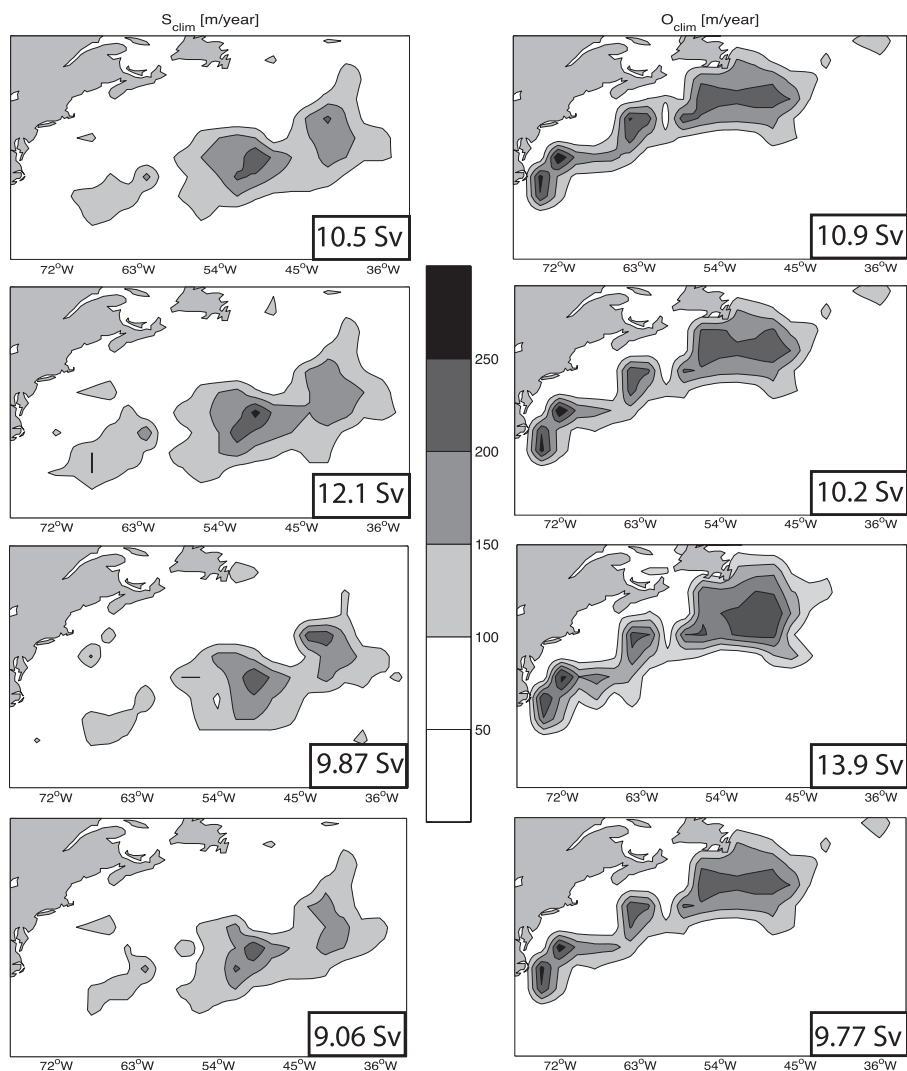 S_clim [m/year]
O_clim [m/year]
10.5 Sv
10.9 Sv
72°W 63°W 54°W 45°W 36°W
72°W 63°W 54°W 45°W 36°W
250
200
150
100
50
12.1 Sv
10.2 Sv
72°W 63°W 54°W 45°W 36°W
72°W 63°W 54°W 45°W 36°W
9.87 Sv
13.9 Sv
72°W 63°W 54°W 45°W 36°W
72°W 63°W 54°W 45°W 36°W
9.06 Sv
9.77 Sv
72°W 63°W 54°W 45°W 36°W
72°W 63°W 54°W 45°W 36°W